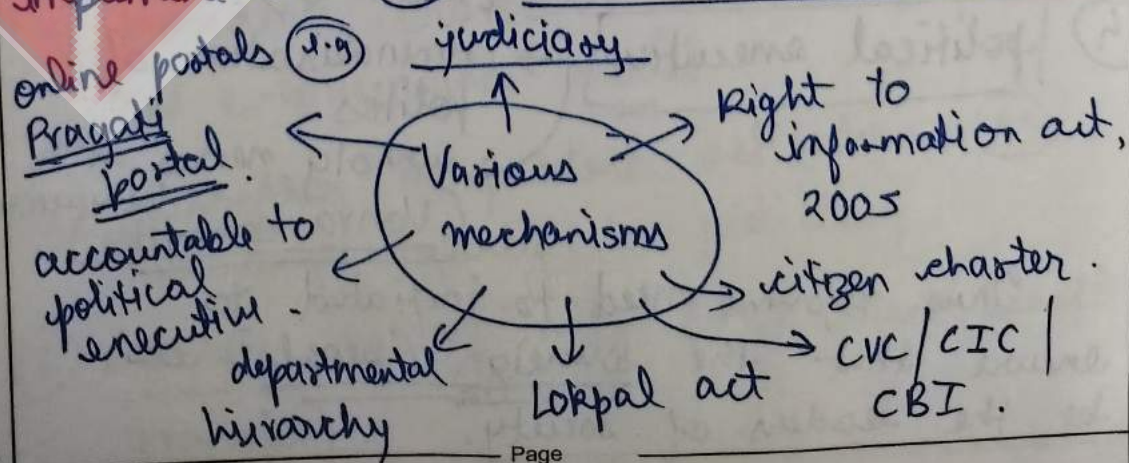 online portals e.g
Pragati
portal.
judiciary
Right to
information act,
2005
Various
mechanisms
accountable to
political
executive.
citizen charter.
departmental
hierarchy
Lokpal act
CVC/CIC/
CBI.
Page